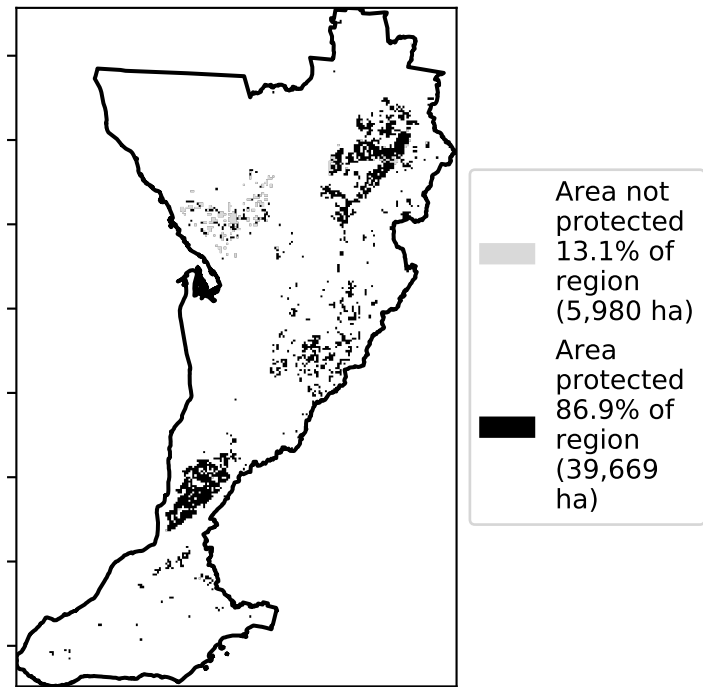 Area not
protected
13.1% of
region
(5,980 ha)
Area
protected
86.9% of
region
(39,669
ha)